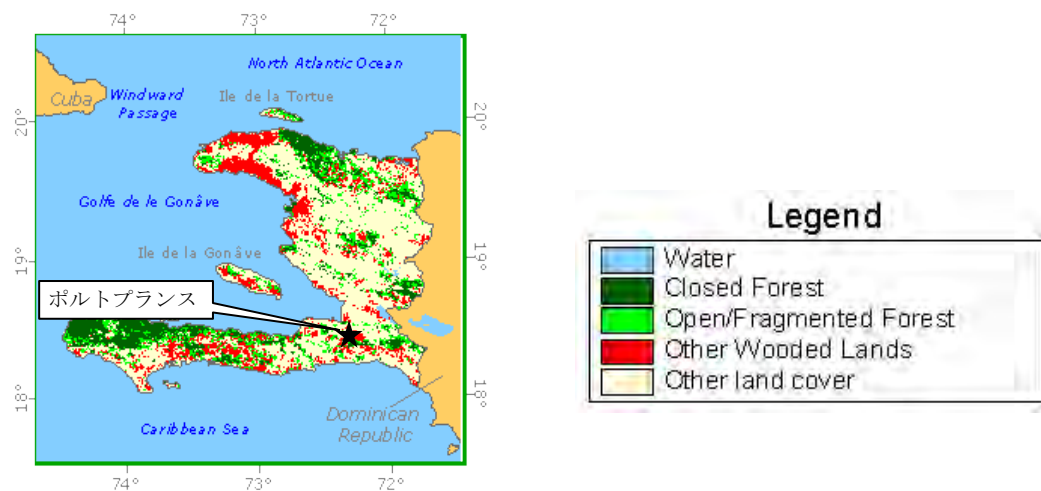 74° 73° 72°
North Atlantic Ocean
Cuba
Windward
Passage
Ile de la Tortue
20°
20°
Golfe de le Gonâve
Ile de la Gonâve
19°
19°
ポルトプランス
18°
18°
Dominican
Republic
Caribbean Sea
74° 73° 72°
Legend
Water
Closed Forest
Open/Fragmented Forest
Other Wooded Lands
Other land cover